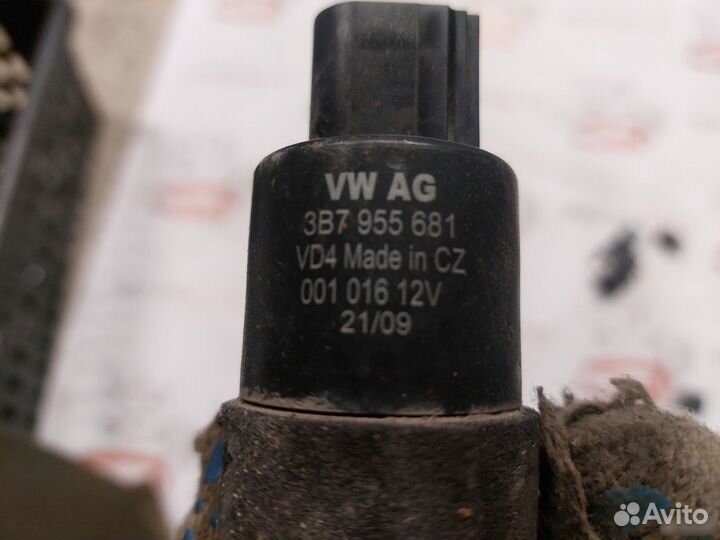 VW AG
3B7 955 681
VD4 Made in CZ
001 016 12V
21/09
Avito